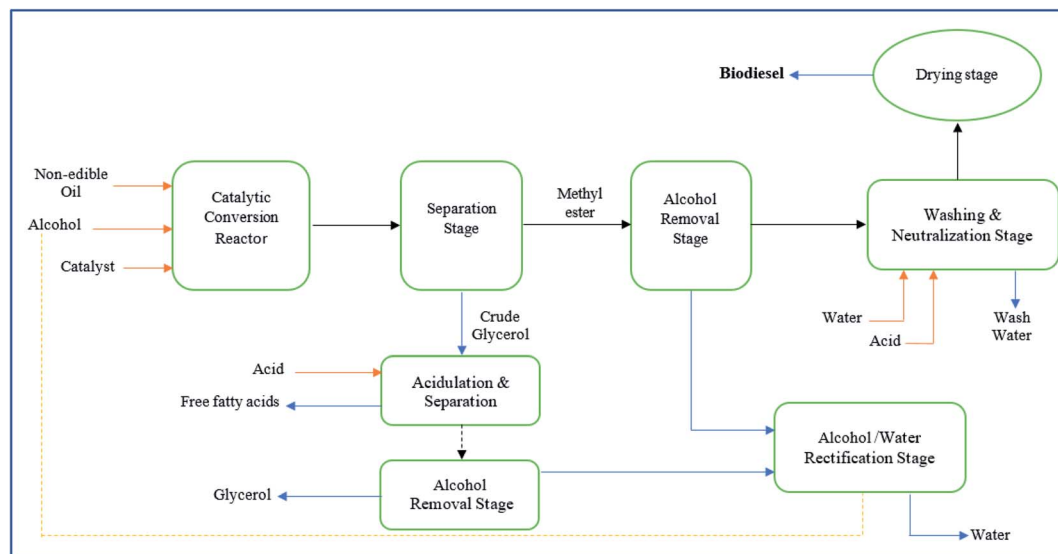 Biodiesel
Drying stage
Non-edible
Oil
Alcohol
Catalyst
Catalytic
Conversion
Reactor
Separation
Stage
Methyl
ester
Alcohol
Removal
Stage
Washing &
Neutralization Stage
Water
Acid
Wash
Water
Crude
Glycerol
Acid
Free fatty acids
Acidulation &
Separation
Alcohol /Water
Rectification Stage
Glycerol
Alcohol
Removal Stage
Water